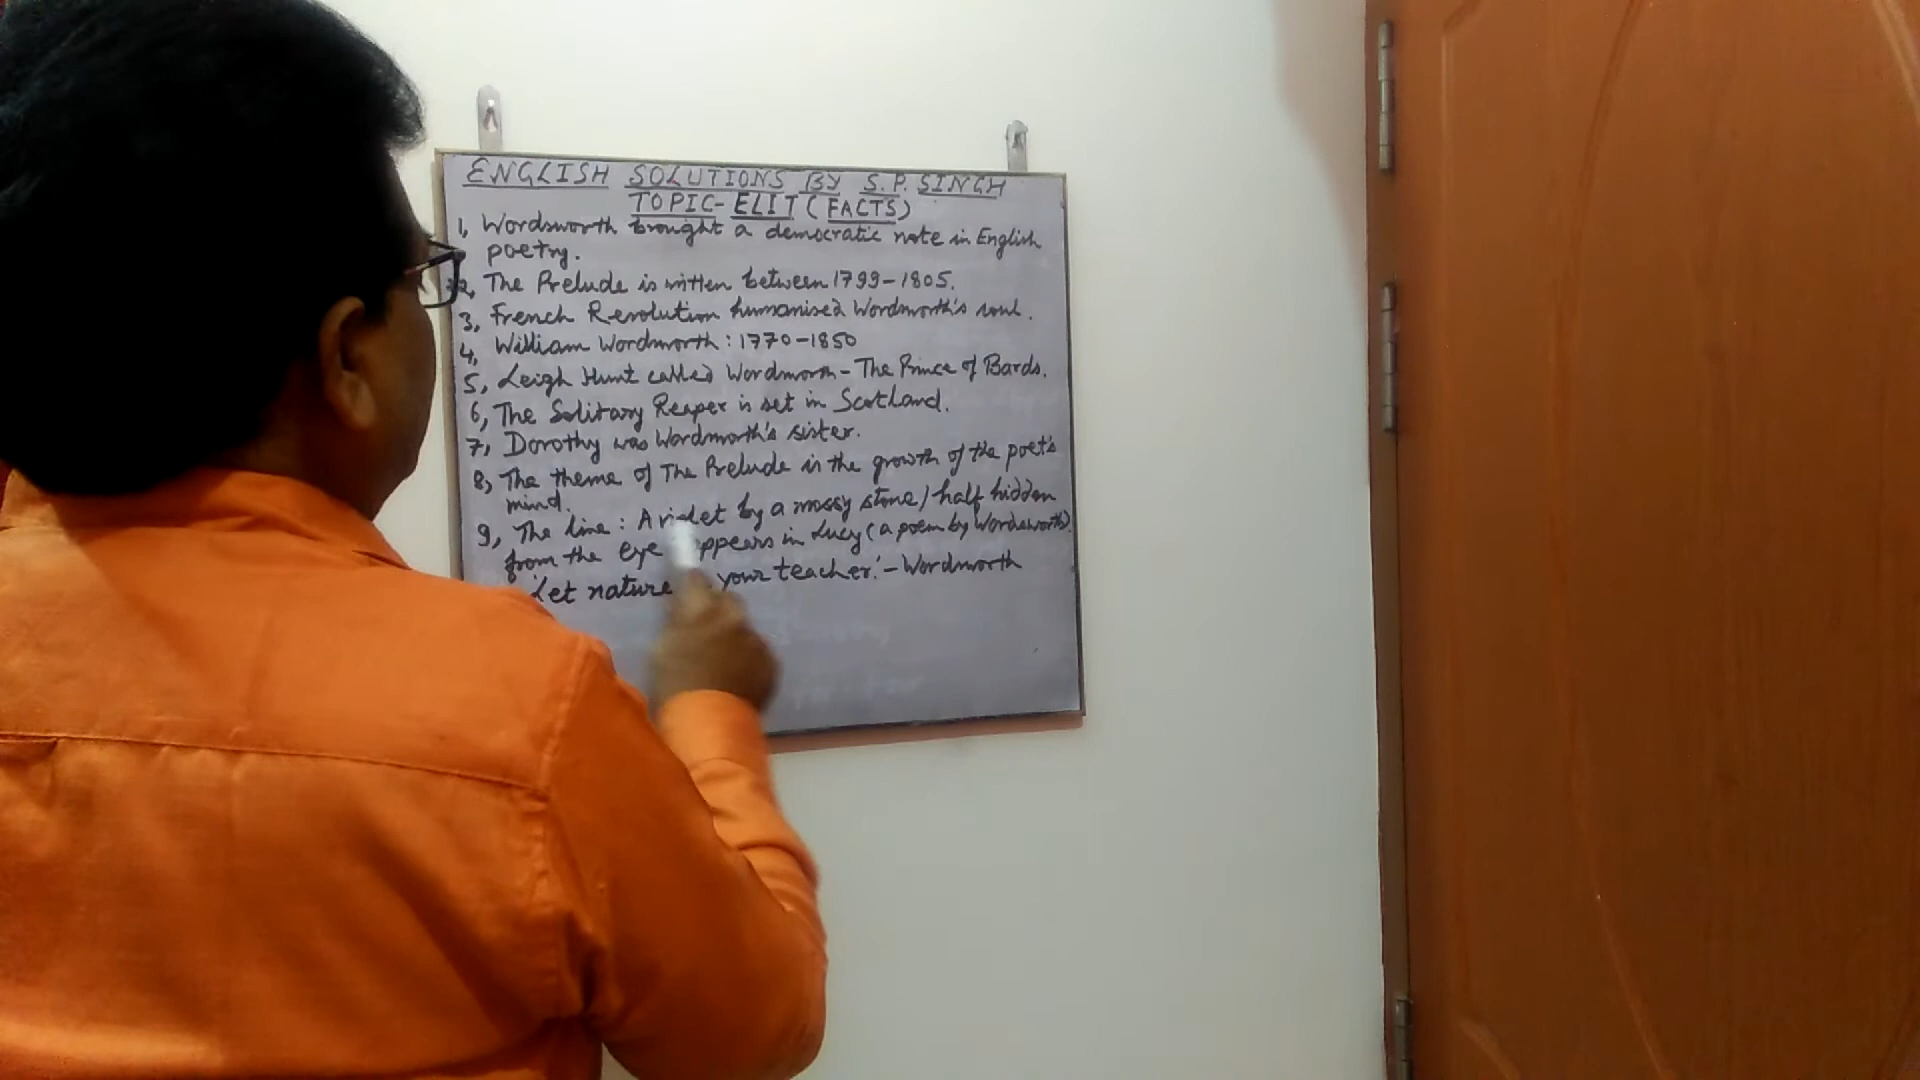 ENGLISH SOLUTIONS BY S.P. SINGH
TOPIC- ELIT (FACTS)
1, Wordsworth brought a democratic note in English
poetry.
2, The Prelude is written between 1799-1805.
3, French Revolution humanised Wordsworth's soul.
4, William Wordsworth: 1770-1850
5, Leigh Hunt called Wordsworth - The Prince of Bards.
6, The Solitary Reaper is set in Scotland.
7, Dorothy was Wordsworth's sister.
8, The theme of The Prelude is the growth of the poet's
mind.
9, The line: A violet by a mossy stone/ half hidden
from the eye appears in Lucy (a poem by Wordsworth)
'Let nature your teacher.' - Wordsworth